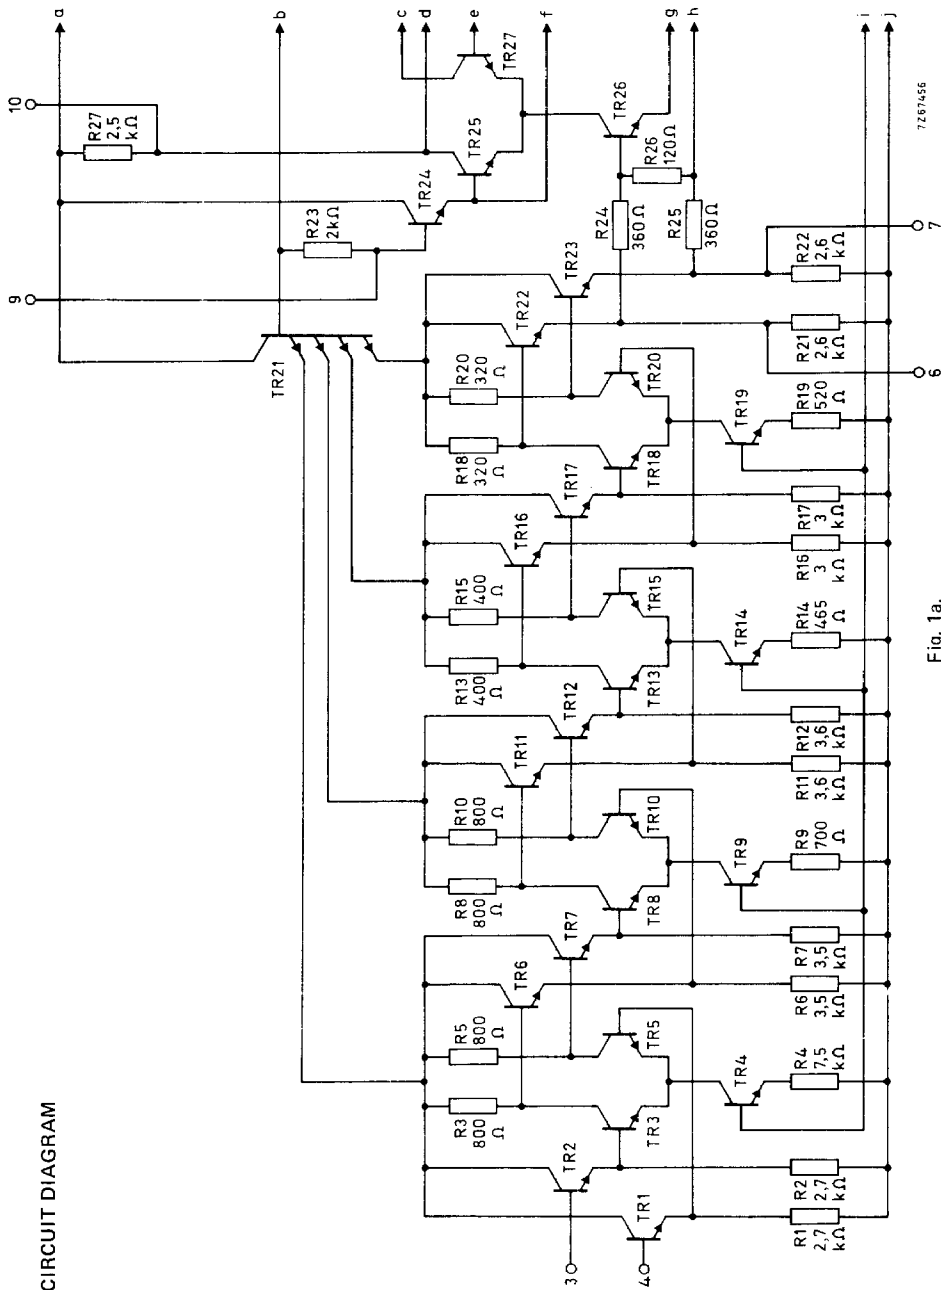 CIRCUIT DIAGRAM
a
b
c
d
e
f
g
h
i
j
10
9
3
4
6
7
R27
2,5
kΩ
R23
2kΩ
TR21
TR24
TR25
TR27
TR26
R24
360Ω
R25
360Ω
R26
120Ω
TR2
TR1
R3
800
Ω
R5
800
Ω
TR3
TR5
TR6
TR7
TR4
R1
2,7
kΩ
R2
2,7
kΩ
R4
7,5
kΩ
R6
3,5
kΩ
R7
3,5
kΩ
R8
800
Ω
R10
800
Ω
TR8
TR10
TR11
TR12
TR9
R9
700
Ω
R11
3,6
kΩ
R12
3,6
kΩ
R13
400
Ω
R15
400
Ω
TR13
TR15
TR16
TR17
TR14
R14
465
Ω
R16
3
kΩ
R17
3
kΩ
R18
320
Ω
R20
320
Ω
TR18
TR20
TR22
TR23
TR19
R19
520
Ω
R21
2,6
kΩ
R22
2,6
kΩ
7Z67456
Fig. 1a.